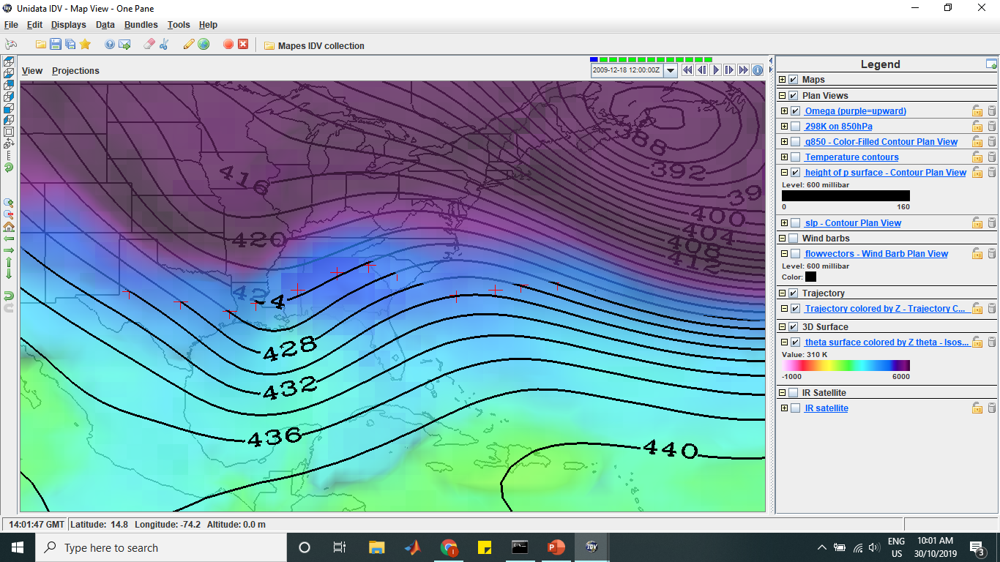 Unidata IDV - Map View - One Pane
File Edit Displays Data Bundles Tools Help
Mapes IDV collection
View Projections
2009-12-18 12:00:00Z
388
392
39
400
404
408
412
416
420
42
-4
428
432
436
440
Legend
Maps
Plan Views
Omega (purple=upward)
298K on 850hPa
q850 - Color-Filled Contour Plan View
Temperature contours
height of p surface - Contour Plan View
Level: 600 millibar
0 160
slp - Contour Plan View
Wind barbs
flowvectors - Wind Barb Plan View
Level: 600 millibar
Color:
Trajectory
Trajectory colored by Z - Trajectory C...
3D Surface
theta surface colored by Z theta - Isos...
Value: 310 K
-1000 6000
IR Satellite
IR satellite
14:01:47 GMT Latitude: 14.8 Longitude: -74.2 Altitude: 0.0 m
Type here to search
IDV
ENG
US
10:01 AM
30/10/2019
3